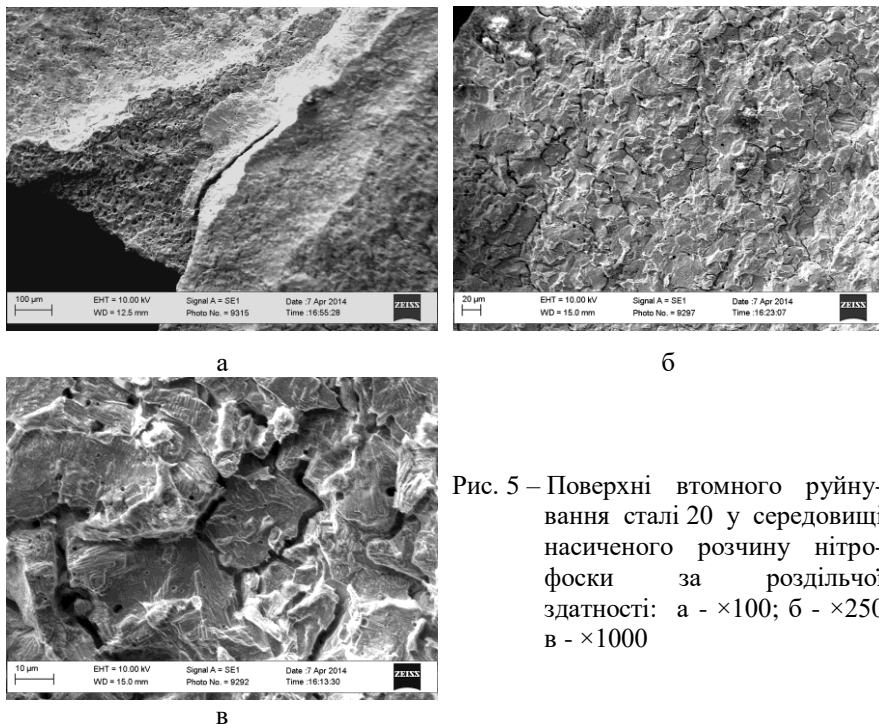 100 µm
EHT = 10.00 kV
Signal A = SE1
Date :7 Apr 2014
WD = 12.5 mm
Photo No. = 9315
Time :16:55:28
ZEISS
20 µm
EHT = 10.00 kV
Signal A = SE1
Date :7 Apr 2014
WD = 15.0 mm
Photo No. = 9297
Time :16:23:07
ZEISS
а
б
10 µm
EHT = 10.00 kV
Signal A = SE1
Date :7 Apr 2014
WD = 15.0 mm
Photo No. = 9292
Time :16:13:30
ZEISS
в
Рис. 5 – Поверхні втомного руйну-
вання сталі 20 у середовищі
насиченого розчину нітро-
фоски за роздільчої
здатності: а - ×100; б - ×250
в - ×1000